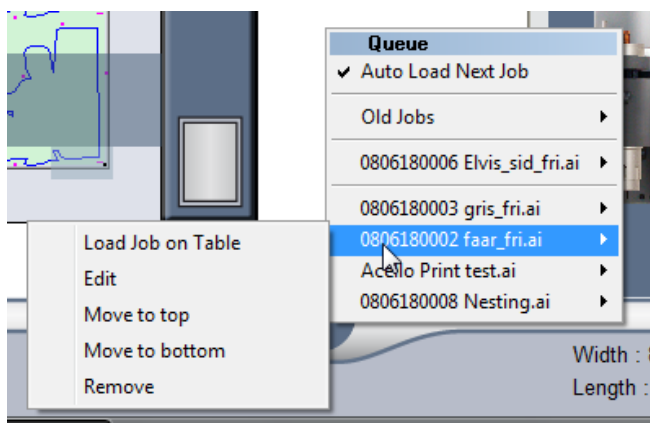 Queue
Auto Load Next Job
Old Jobs
0806180006 Elvis_sid_fri.ai
0806180003 gris_fri.ai
0806180002 faar_fri.ai
Acello Print test.ai
0806180008 Nesting.ai
Load Job on Table
Edit
Move to top
Move to bottom
Remove
Width :
Length :